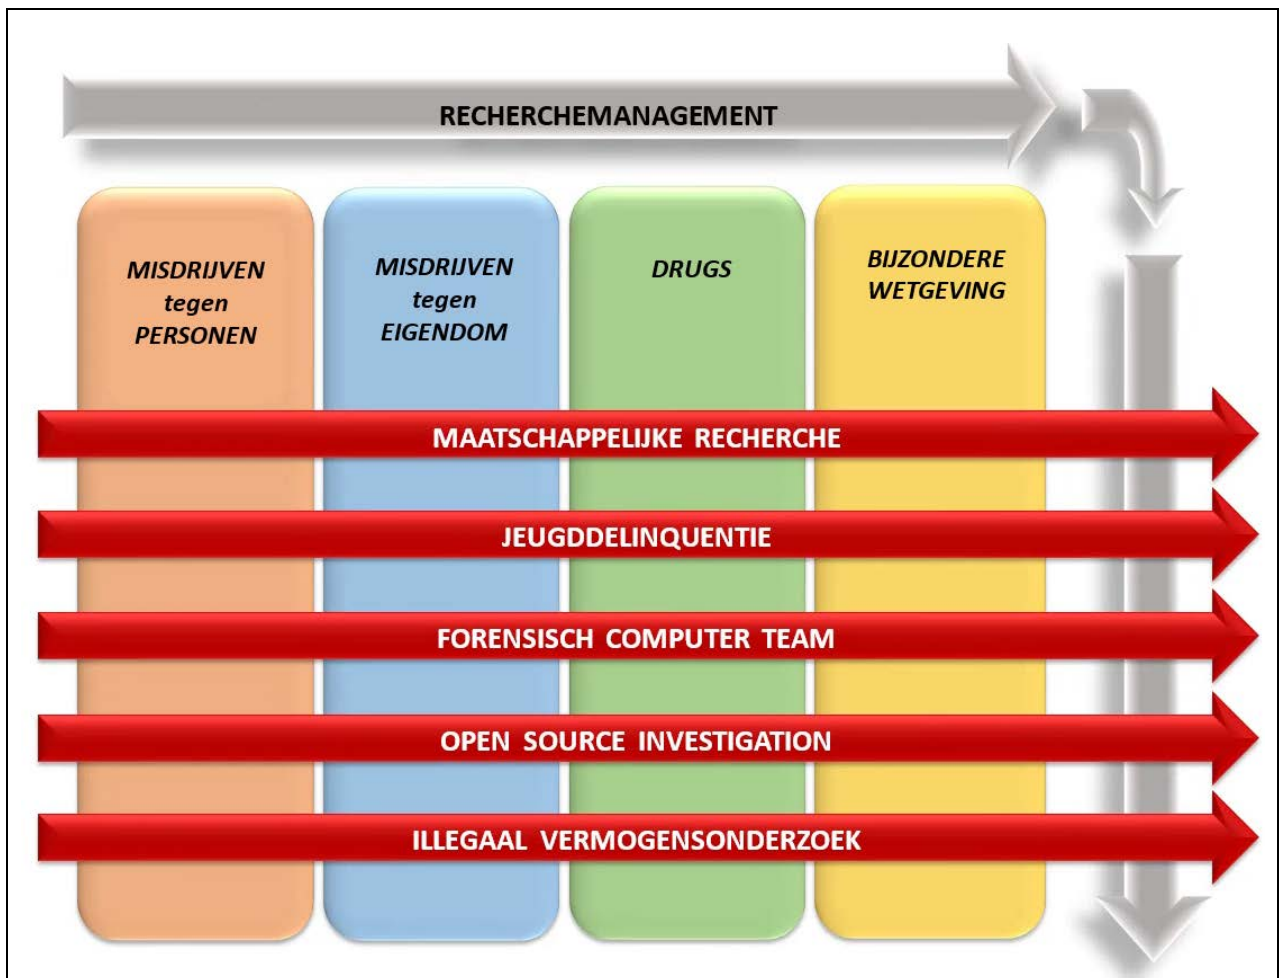 RECHERCHEMANAGEMENT
MISDRIJVEN
tegen
PERSONEN
MISDRIJVEN
tegen
EIGENDOM
DRUGS
BIJZONDERE
WETGEVING
MAATSCHAPPELIJKE RECHERCHE
JEUGDDELINQUENTIE
FORENSISCH COMPUTER TEAM
OPEN SOURCE INVESTIGATION
ILLEGAAL VERMOGENSONDERZOEK